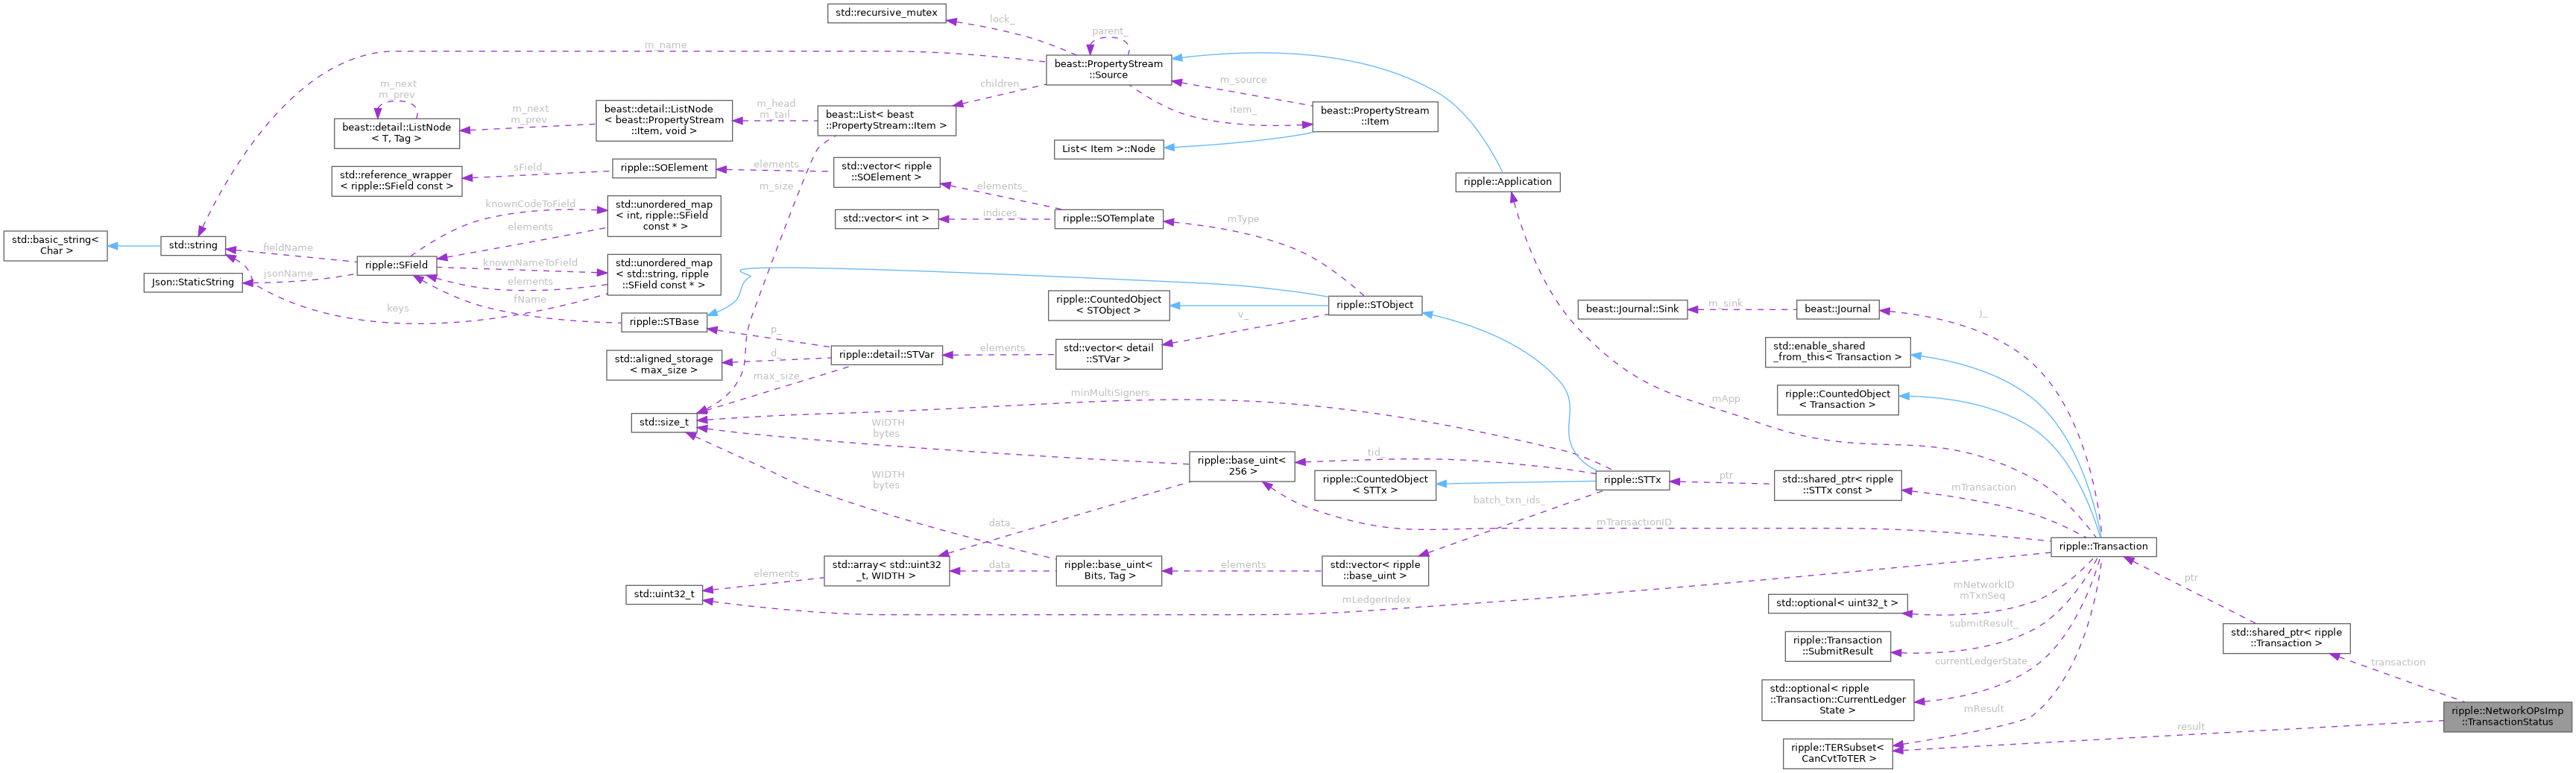 std::recursive_mutex
lock_
parent_
m_name
beast::PropertyStream
::Source
m_source
m_next
m_prev
children_
beast::detail::ListNode
< T, Tag >
m_next
m_prev
beast::detail::ListNode
< beast::PropertyStream
::Item, void >
m_head
m_tail
beast::List< beast
::PropertyStream::Item >
item_
beast::PropertyStream
::Item
List< Item >::Node
std::reference_wrapper
< ripple::SField const >
sField_
ripple::SOElement
elements
std::vector< ripple
::SOElement >
m_size
elements_
ripple::Application
std::vector< int >
indices_
ripple::SOTemplate
mType
knownCodeToField
elements
std::unordered_map
< int, ripple::SField
const * >
std::basic_string<
Char >
std::string
fieldName
ripple::SField
jsonName
Json::StaticString
knownNameToField
elements
fName
std::unordered_map
< std::string, ripple
::SField const * >
keys
ripple::STBase
p_
d_
ripple::detail::STVar
std::aligned_storage
< max_size >
max_size
elements
std::vector< detail
::STVar >
v_
ripple::CountedObject
< STObject >
ripple::STObject
beast::Journal::Sink
m_sink
beast::Journal
j_
std::enable_shared
_from_this< Transaction >
ripple::CountedObject
< Transaction >
mApp
minMultiSigners
std::size_t
WIDTH
bytes
ripple::base_uint<
256 >
tid_
ripple::CountedObject
< STTx >
ripple::STTx
ptr
std::shared_ptr< ripple
::STTx const >
mTransaction
WIDTH
bytes
batch_txn_ids_
data_
mTransactionID
ripple::Transaction
std::array< std::uint32
_t, WIDTH >
data_
ripple::base_uint<
Bits, Tag >
elements
std::vector< ripple
::base_uint >
elements
std::uint32_t
mLedgerIndex
mNetworkID
mTxnSeq
std::optional< uint32_t >
submitResult_
ripple::Transaction
::SubmitResult
currentLedgerState_
std::optional< ripple
::Transaction::CurrentLedger
State >
mResult
ripple::TERSubset<
CanCvtToTER >
ptr
std::shared_ptr< ripple
::Transaction >
transaction
result
ripple::NetworkOPsImp
::TransactionStatus